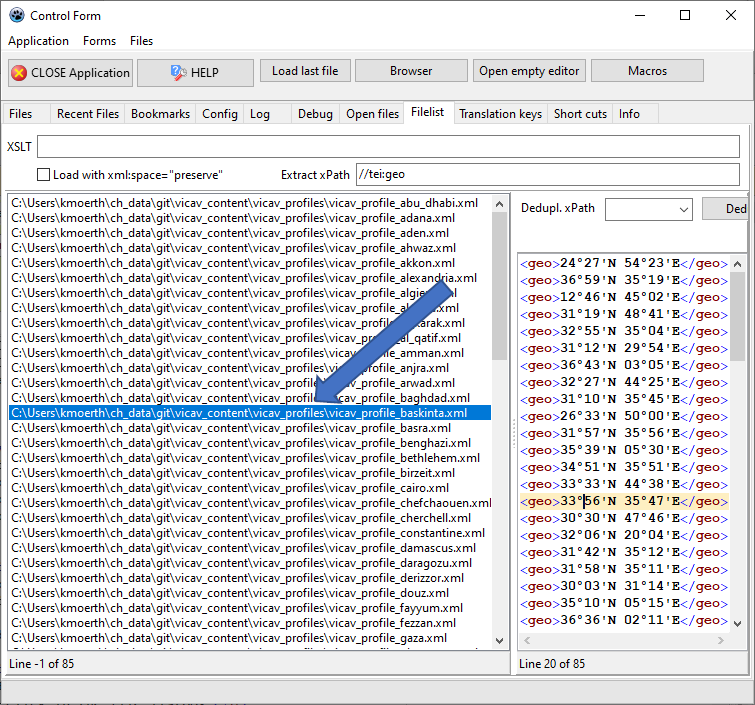 Control Form
Application Forms Files
CLOSE Application HELP Load last file Browser Open empty editor Macros
Files Recent Files Bookmarks Config Log Debug Open files Filelist Translation keys Short cuts Info
XSLT
Load with xml:space="preserve" Extract xPath //tei:geo
C:\Users\kmoerth\ch_data\git\vicav_content\vicav_profiles\vicav_profile_abu_dhabi.xml
C:\Users\kmoerth\ch_data\git\vicav_content\vicav_profiles\vicav_profile_adana.xml
C:\Users\kmoerth\ch_data\git\vicav_content\vicav_profiles\vicav_profile_aden.xml
C:\Users\kmoerth\ch_data\git\vicav_content\vicav_profiles\vicav_profile_ahwaz.xml
C:\Users\kmoerth\ch_data\git\vicav_content\vicav_profiles\vicav_profile_akkon.xml
C:\Users\kmoerth\ch_data\git\vicav_content\vicav_profiles\vicav_profile_alexandria.xml
C:\Users\kmoerth\ch_data\git\vicav_content\vicav_profiles\vicav_profile_
C:\Users\kmoerth\ch_data\git\vicav_content\vicav_profiles\vicav_profile_
C:\Users\kmoerth\ch_data\git\vicav_content\vicav_profiles\vicav_profile_
C:\Users\kmoerth\ch_data\git\vicav_content\vicav_profiles\vicav_profile_al_qatif.xml
C:\Users\kmoerth\ch_data\git\vicav_content\vicav_profiles\vicav_profile_amman.xml
C:\Users\kmoerth\ch_data\git\vicav_content\vicav_profiles\vicav_profile_anjra.xml
C:\Users\kmoerth\ch_data\git\vicav_content\vicav_profiles\vicav_profile_arwad.xml
C:\Users\kmoerth\ch_data\git\vicav_content\vicav_profiles\vicav_profile_baghdad.xml
C:\Users\kmoerth\ch_data\git\vicav_content\vicav_profiles\vicav_profile_baskinta.xml
C:\Users\kmoerth\ch_data\git\vicav_content\vicav_profiles\vicav_profile_basra.xml
C:\Users\kmoerth\ch_data\git\vicav_content\vicav_profiles\vicav_profile_benghazi.xml
C:\Users\kmoerth\ch_data\git\vicav_content\vicav_profiles\vicav_profile_bethlehem.xml
C:\Users\kmoerth\ch_data\git\vicav_content\vicav_profiles\vicav_profile_birzeit.xml
C:\Users\kmoerth\ch_data\git\vicav_content\vicav_profiles\vicav_profile_cairo.xml
C:\Users\kmoerth\ch_data\git\vicav_content\vicav_profiles\vicav_profile_chefchaouen.xml
C:\Users\kmoerth\ch_data\git\vicav_content\vicav_profiles\vicav_profile_cherchell.xml
C:\Users\kmoerth\ch_data\git\vicav_content\vicav_profiles\vicav_profile_constantine.xml
C:\Users\kmoerth\ch_data\git\vicav_content\vicav_profiles\vicav_profile_damascus.xml
C:\Users\kmoerth\ch_data\git\vicav_content\vicav_profiles\vicav_profile_daragozu.xml
C:\Users\kmoerth\ch_data\git\vicav_content\vicav_profiles\vicav_profile_derizzor.xml
C:\Users\kmoerth\ch_data\git\vicav_content\vicav_profiles\vicav_profile_douz.xml
C:\Users\kmoerth\ch_data\git\vicav_content\vicav_profiles\vicav_profile_fayyum.xml
C:\Users\kmoerth\ch_data\git\vicav_content\vicav_profiles\vicav_profile_fezzan.xml
C:\Users\kmoerth\ch_data\git\vicav_content\vicav_profiles\vicav_profile_gaza.xml
Line -1 of 85
Dedupl. xPath Ded
<geo>24°27'N 54°23'E</geo>
<geo>36°59'N 35°19'E</geo>
<geo>12°46'N 45°02'E</geo>
<geo>31°19'N 48°41'E</geo>
<geo>32°55'N 35°04'E</geo>
<geo>31°12'N 29°54'E</geo>
<geo>36°43'N 03°05'E</geo>
<geo>32°27'N 44°25'E</geo>
<geo>31°10'N 35°45'E</geo>
<geo>26°33'N 50°00'E</geo>
<geo>31°57'N 35°56'E</geo>
<geo>35°39'N 05°30'E</geo>
<geo>34°51'N 35°51'E</geo>
<geo>33°33'N 44°38'E</geo>
<geo>33°56'N 35°47'E</geo>
<geo>30°30'N 47°46'E</geo>
<geo>32°06'N 20°04'E</geo>
<geo>31°42'N 35°12'E</geo>
<geo>31°58'N 35°11'E</geo>
<geo>30°03'N 31°14'E</geo>
<geo>35°10'N 05°15'E</geo>
<geo>36°36'N 02°11'E</geo>
Line 20 of 85